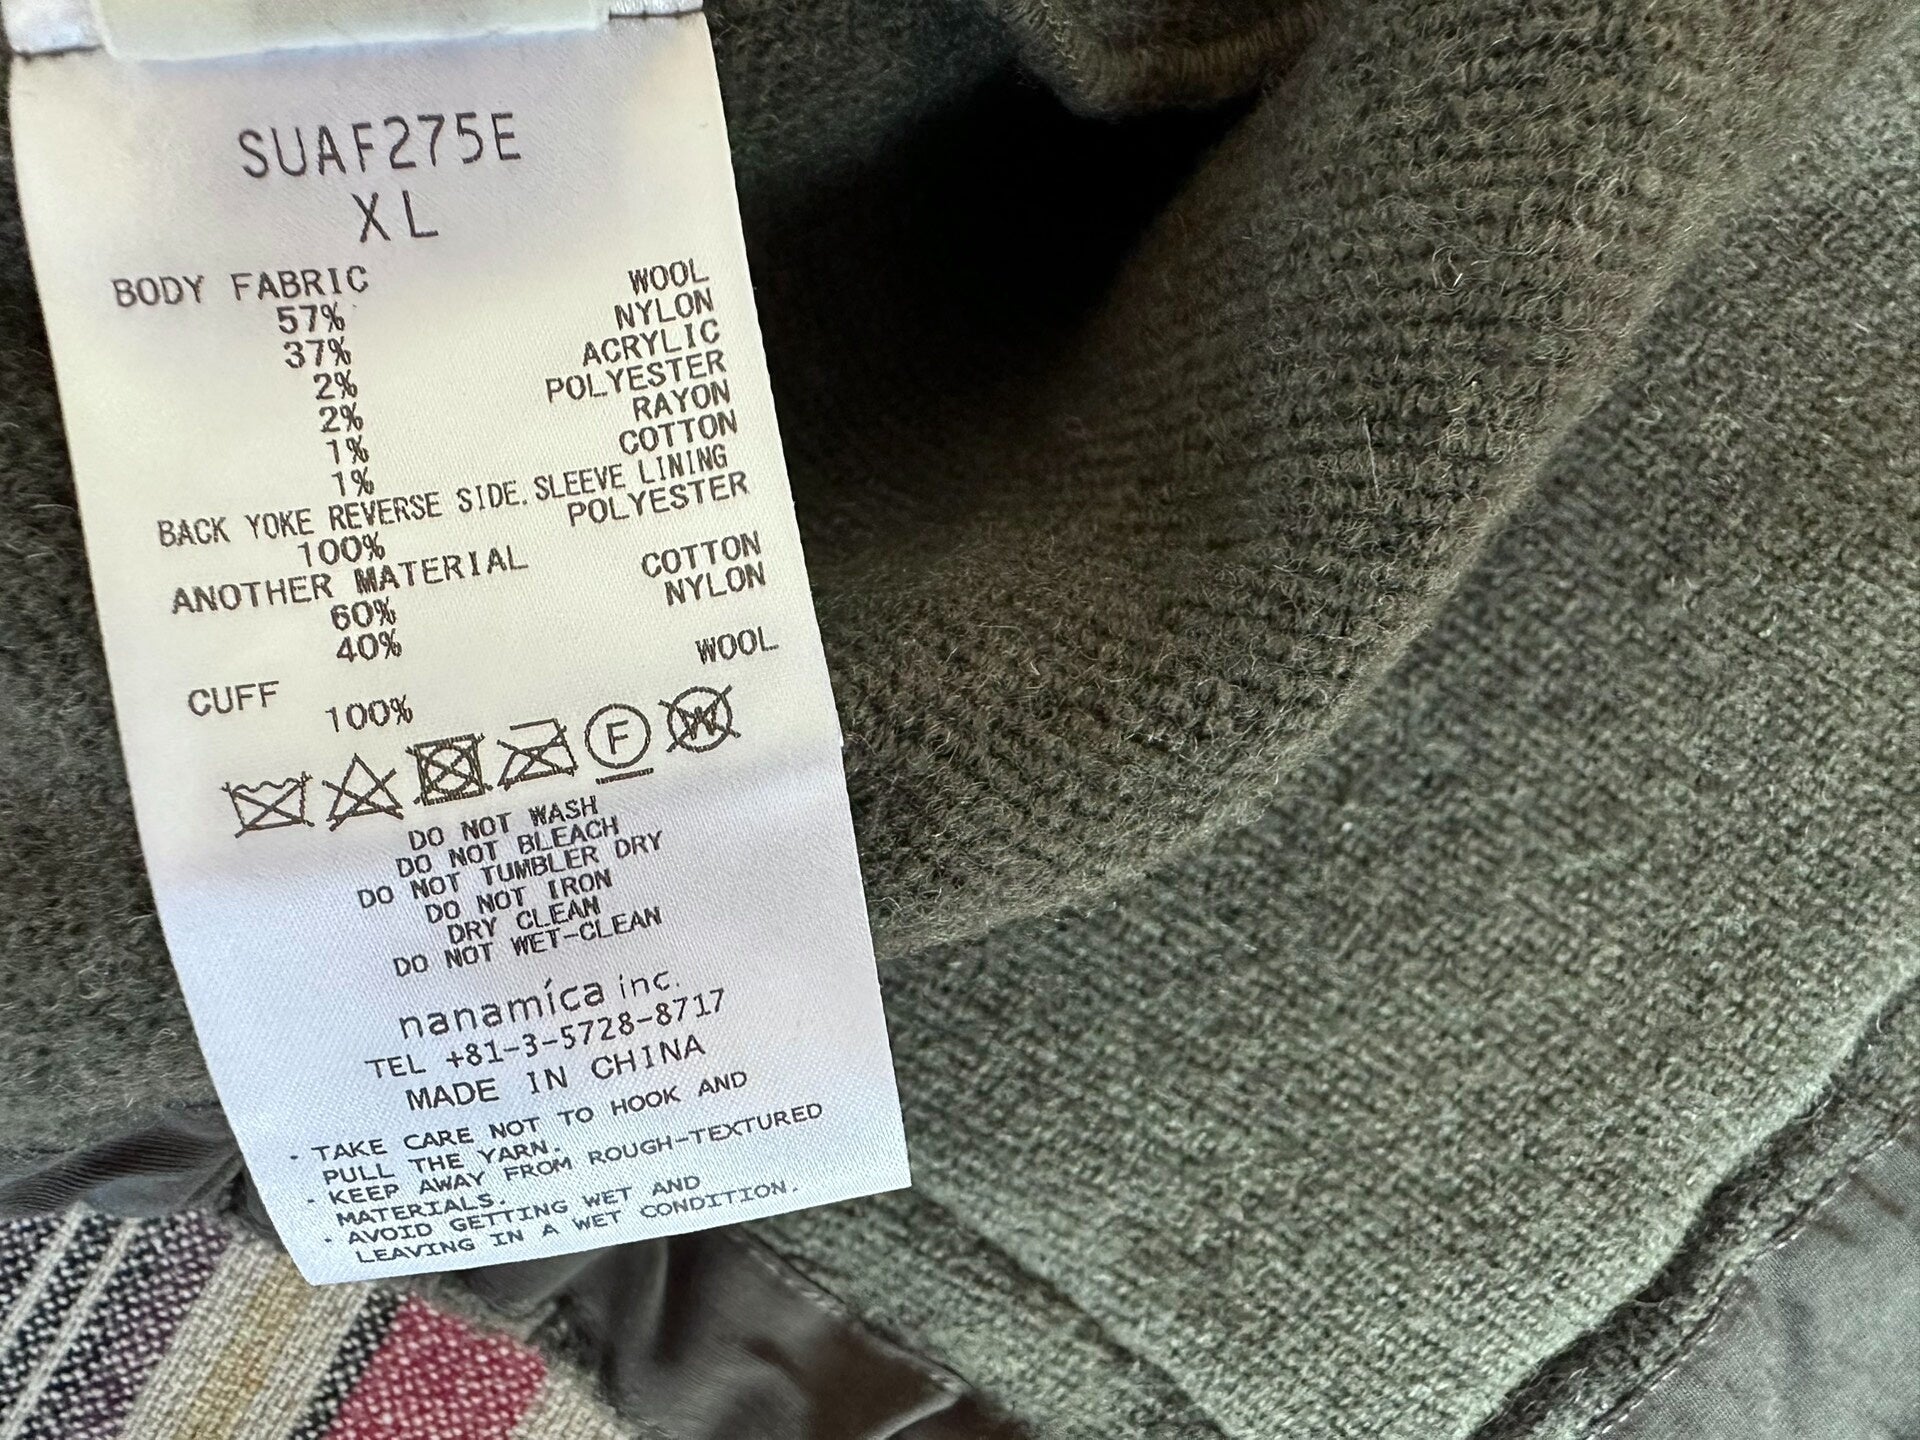 SUAF275E
XL
BODY FABRIC
57% WOOL
37% NYLON
2% ACRYLIC
2% POLYESTER
1% RAYON
1% COTTON
BACK YOKE REVERSE SIDE. SLEEVE LINING
100% POLYESTER
ANOTHER MATERIAL
60% COTTON
40% NYLON
CUFF
100% WOOL
F W
DO NOT WASH
DO NOT BLEACH
DO NOT TUMBLER DRY
DO NOT IRON
DRY CLEAN
DO NOT WET-CLEAN
nanamíca inc.
TEL +81-3-5728-8717
MADE IN CHINA
- TAKE CARE NOT TO HOOK AND
PULL THE YARN.
- KEEP AWAY FROM ROUGH-TEXTURED
MATERIALS.
- AVOID GETTING WET AND
LEAVING IN A WET CONDITION.